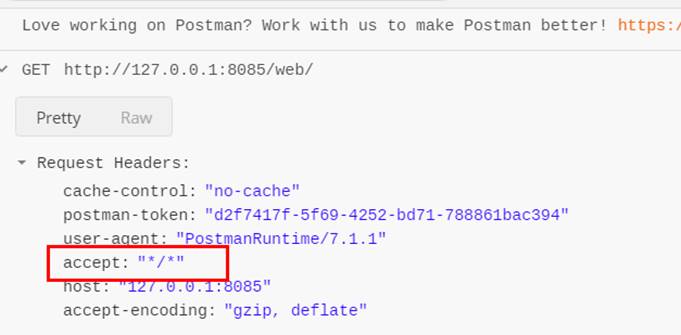 Love working on Postman? Work with us to make Postman better! https:/
GET http://127.0.0.1:8085/web/
Pretty Raw
Request Headers:
cache-control: "no-cache"
postman-token: "d2f7417f-5f69-4252-bd71-788861bac394"
user-agent: "PostmanRuntime/7.1.1"
accept: "*/*"
host: "127.0.0.1:8085"
accept-encoding: "gzip, deflate"